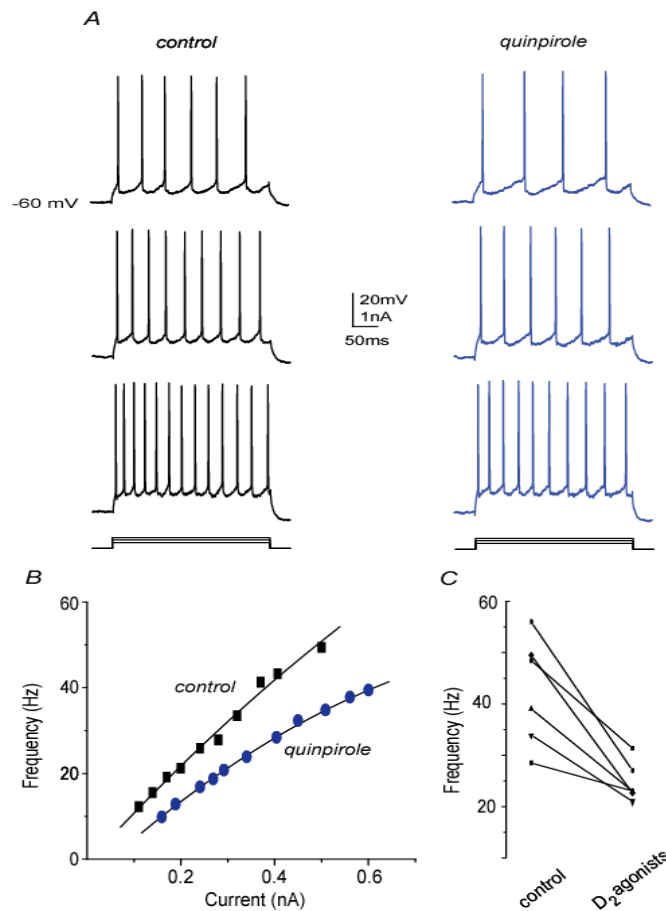 A
control
quinpirole
-60 mV
20mV
1nA
50ms
B
C
60
40
20
0
Frequency (Hz)
control
quinpirole
0.2
0.4
0.6
Current (nA)
60
40
20
Frequency (Hz)
control
D2agonists